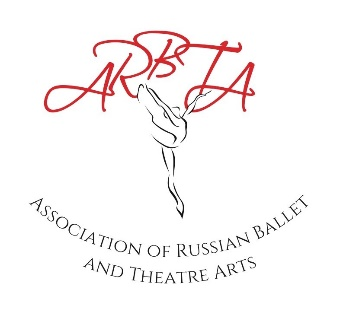 ARBTA
ASSOCIATION OF RUSSIAN BALLET
AND THEATRE ARTS